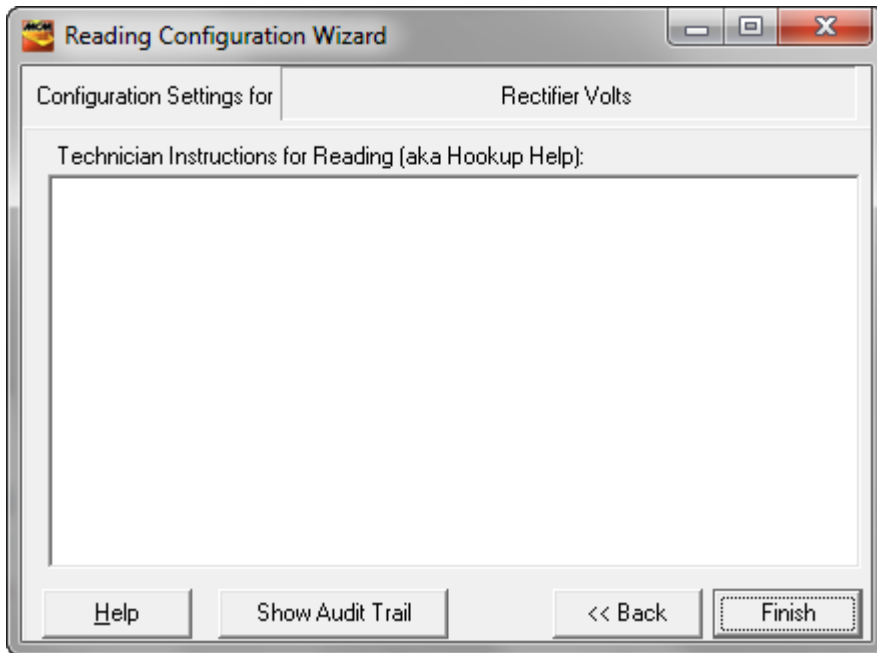 MCM
Reading Configuration Wizard
Configuration Settings for Rectifier Volts
Technician Instructions for Reading (aka Hookup Help):
Help Show Audit Trail << Back Finish